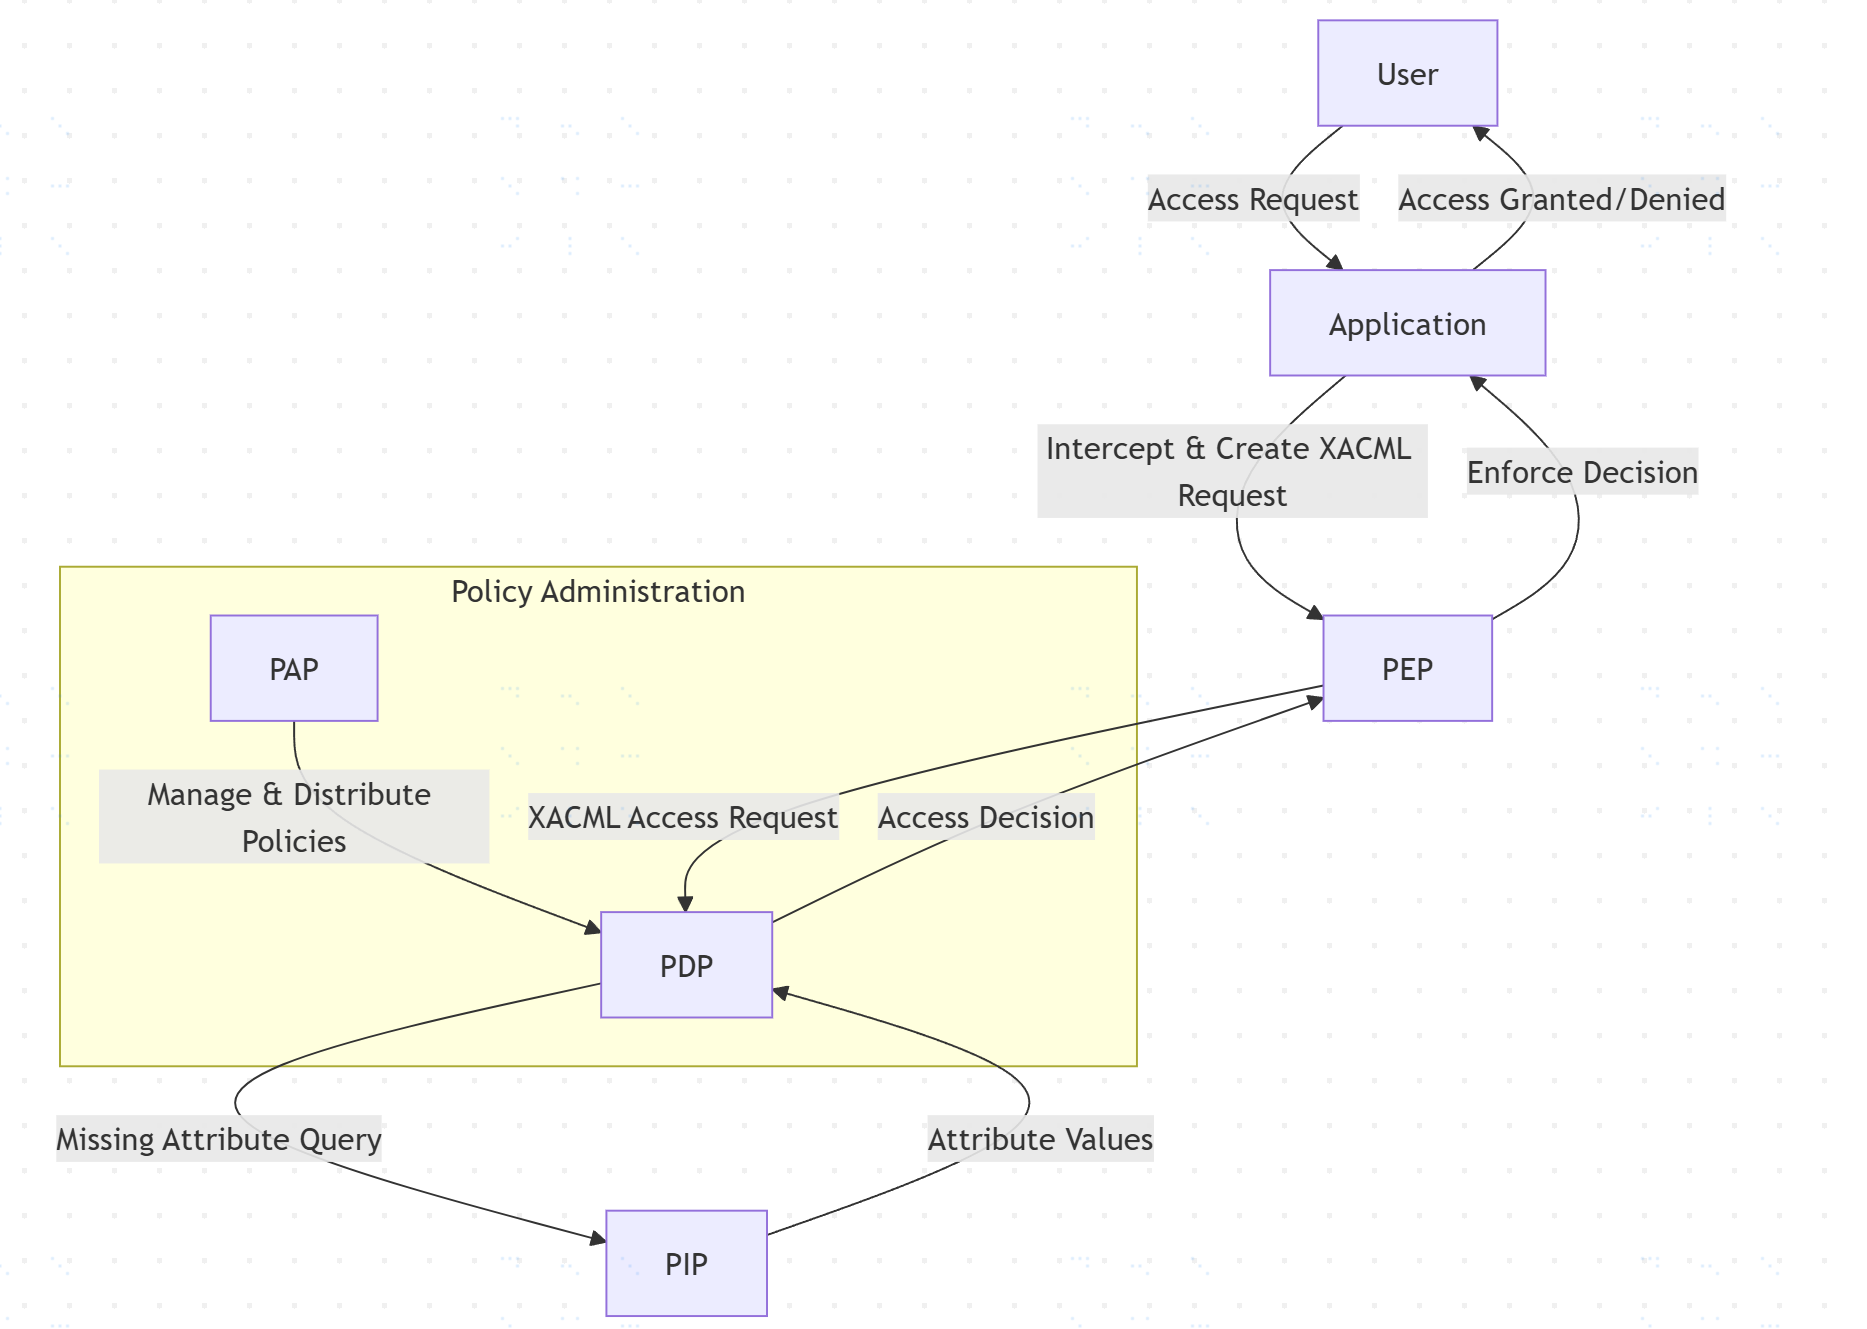 User
Access Request
Access Granted/Denied
Application
Intercept & Create XACML
Request
Enforce Decision
Policy Administration
PAP
PEP
Manage & Distribute
Policies
XACML Access Request
Access Decision
PDP
Missing Attribute Query
Attribute Values
PIP